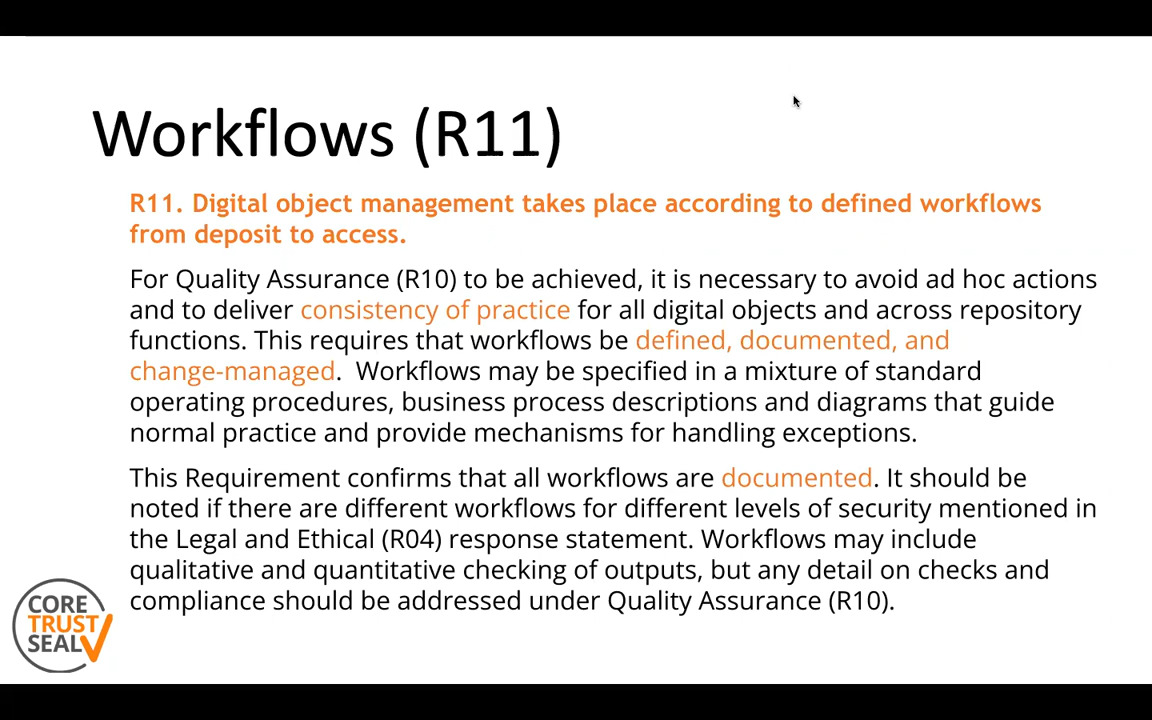 Workflows (R11)
R11. Digital object management takes place according to defined workflows
from deposit to access.
For Quality Assurance (R10) to be achieved, it is necessary to avoid ad hoc actions
and to deliver consistency of practice for all digital objects and across repository
functions. This requires that workflows be defined, documented, and
change-managed.  Workflows may be specified in a mixture of standard
operating procedures, business process descriptions and diagrams that guide
normal practice and provide mechanisms for handling exceptions.
This Requirement confirms that all workflows are documented. It should be
noted if there are different workflows for different levels of security mentioned in
the Legal and Ethical (R04) response statement. Workflows may include
qualitative and quantitative checking of outputs, but any detail on checks and
compliance should be addressed under Quality Assurance (R10).
CORE
TRUST
SEAL